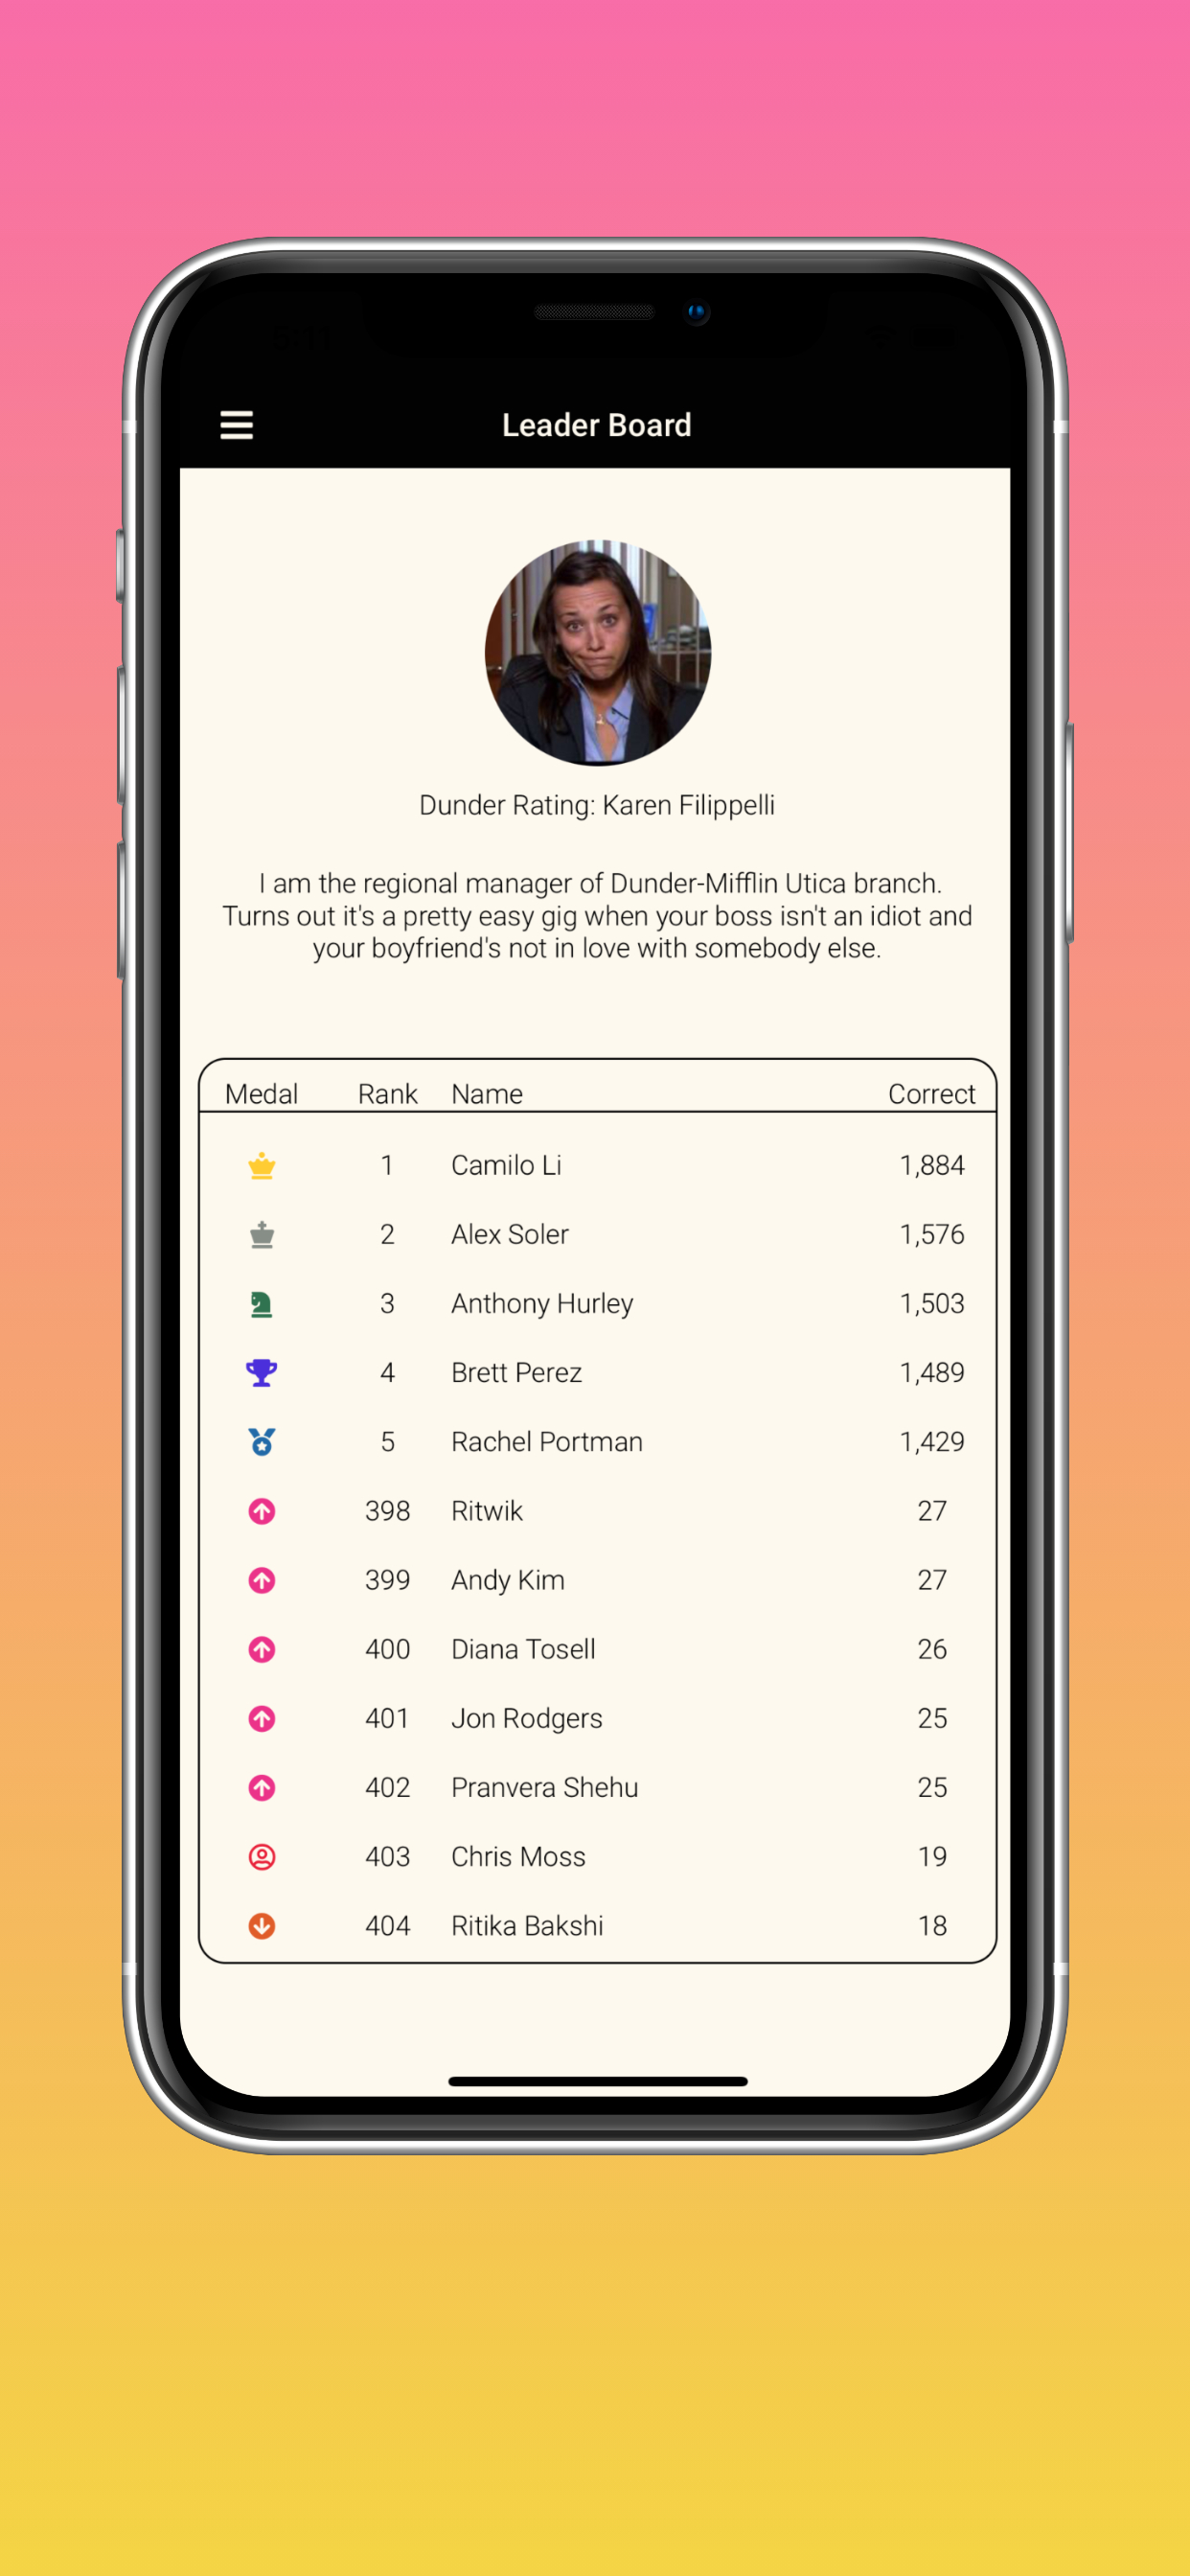 Leader Board
Dunder Rating: Karen Filippelli
I am the regional manager of Dunder-Mifflin Utica branch.
Turns out it's a pretty easy gig when your boss isn't an idiot and
your boyfriend's not in love with somebody else.
Medal Rank Name Correct
1 Camilo Li 1,884
2 Alex Soler 1,576
3 Anthony Hurley 1,503
4 Brett Perez 1,489
5 Rachel Portman 1,429
398 Ritwik 27
399 Andy Kim 27
400 Diana Tosell 26
401 Jon Rodgers 25
402 Pranvera Shehu 25
403 Chris Moss 19
404 Ritika Bakshi 18